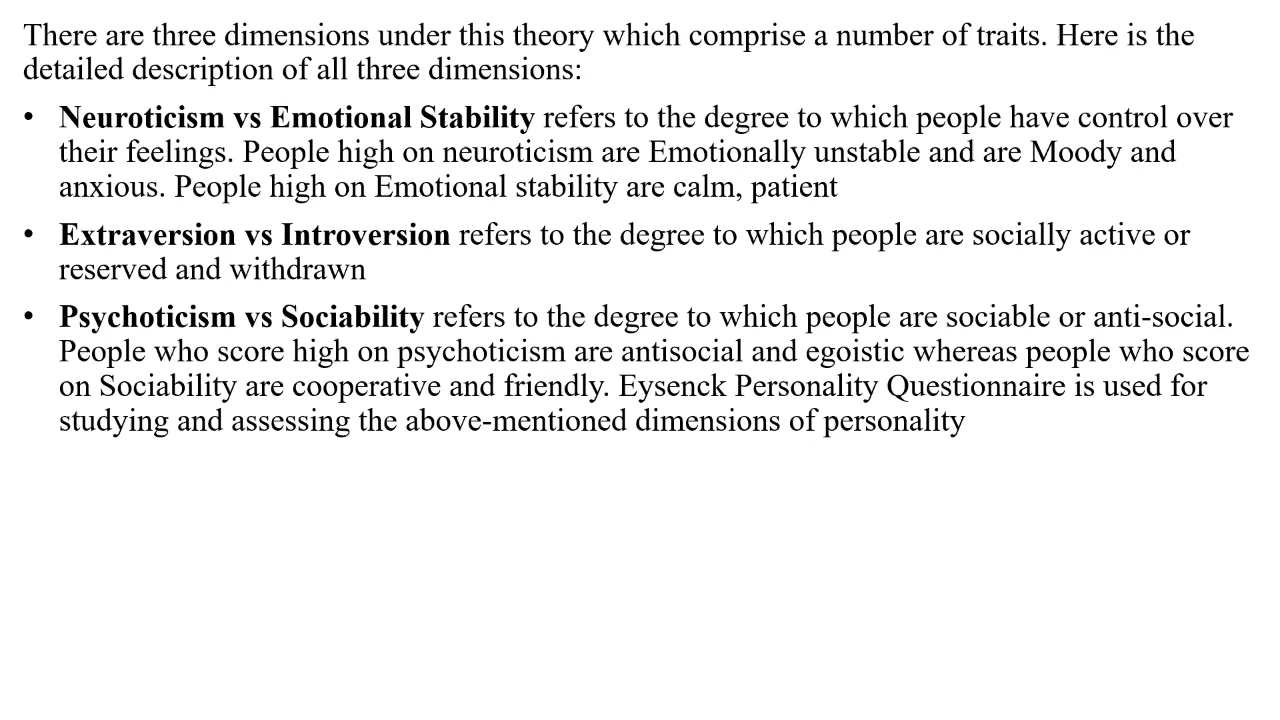 There are three dimensions under this theory which comprise a number of traits. Here is the
detailed description of all three dimensions:
• Neuroticism vs Emotional Stability refers to the degree to which people have control over
their feelings. People high on neuroticism are Emotionally unstable and are Moody and
anxious. People high on Emotional stability are calm, patient
• Extraversion vs Introversion refers to the degree to which people are socially active or
reserved and withdrawn
• Psychoticism vs Sociability refers to the degree to which people are sociable or anti-social.
People who score high on psychoticism are antisocial and egoistic whereas people who score
on Sociability are cooperative and friendly. Eysenck Personality Questionnaire is used for
studying and assessing the above-mentioned dimensions of personality